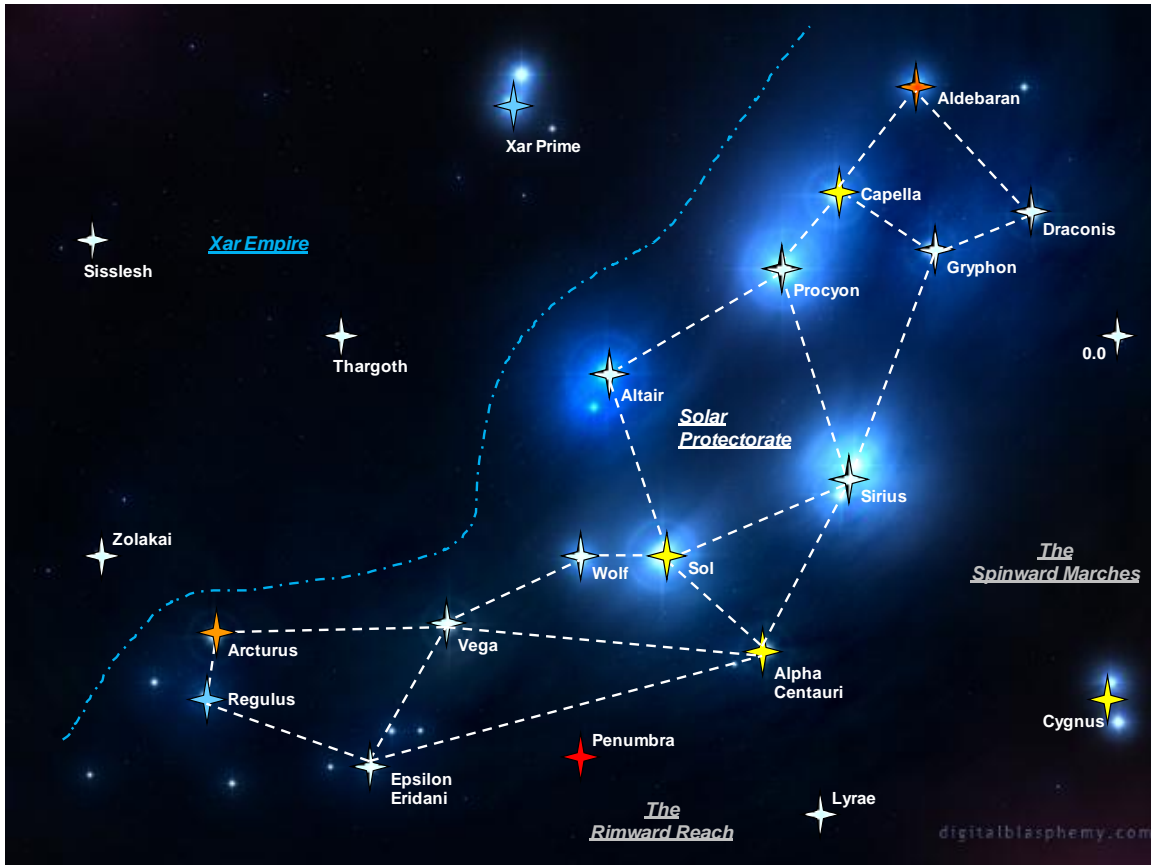 Aldebaran
Xar Prime
Capella
Draconis
Xar Empire
Gryphon
Sisslesh
Procyon
0.0
Thargoth
Altair
Solar
Protectorate
Sirius
Zolakai
Wolf
Sol
The
Spinward Marches
Vega
Arcturus
Alpha
Centauri
Regulus
Cygnus
Penumbra
Epsilon
Eridani
Lyrae
The
Rimward Reach
digitalblasphemy.com